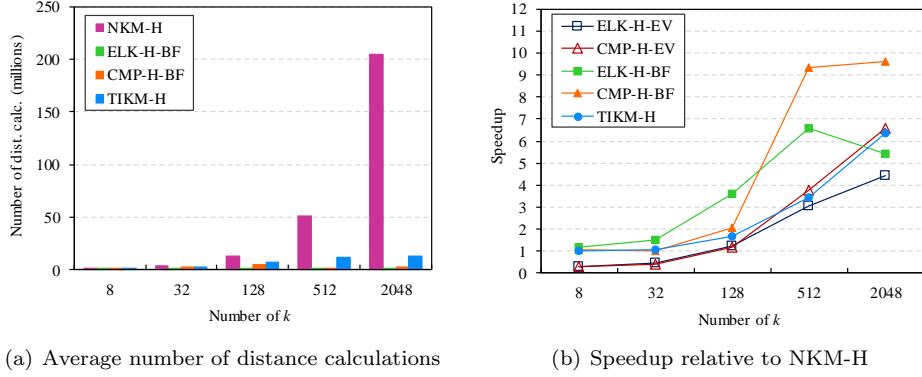 250
200
150
100
50
0
Number of dist. calc. (millions)
NKM-H
ELK-H-BF
CMP-H-BF
TIKM-H
8 32 128 512 2048
Number of k
(a) Average number of distance calculations
12
11
10
9
8
7
6
5
4
3
2
1
0
Speedup
ELK-H-EV
CMP-H-EV
ELK-H-BF
CMP-H-BF
TIKM-H
8 32 128 512 2048
Number of k
(b) Speedup relative to NKM-H